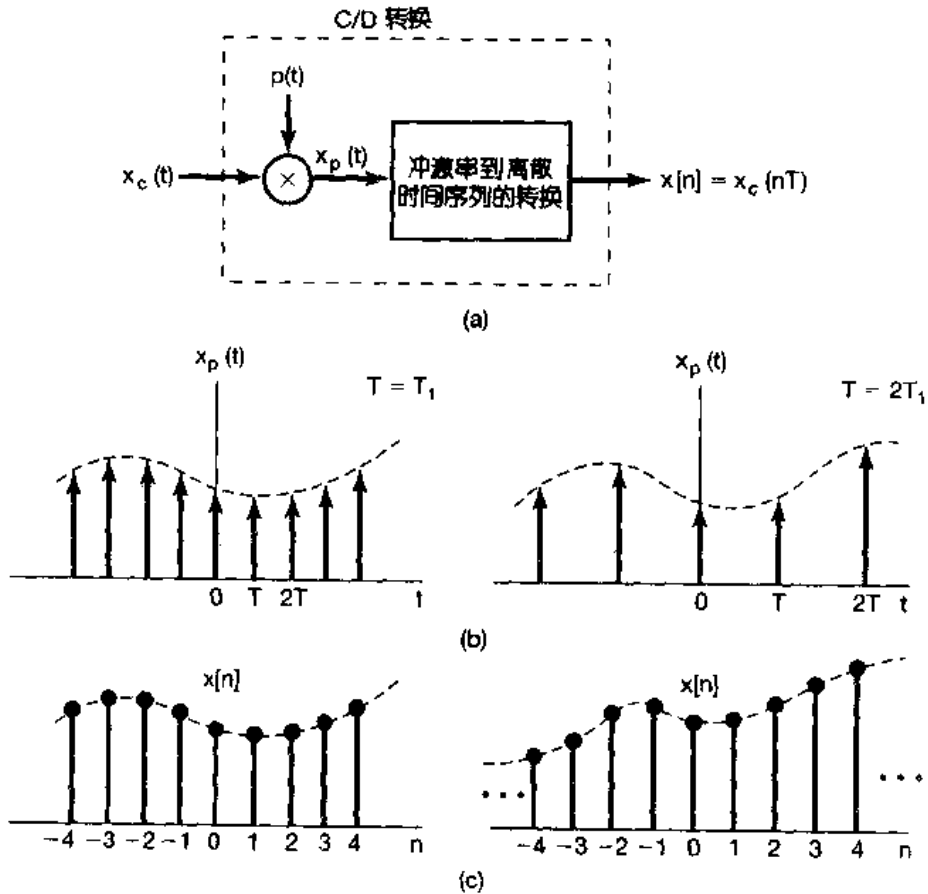 C/D 转换
p(t)
x_c (t)
×
x_p (t)
冲激串到离散
时间序列的转换
x[n] = x_c (nT)
(a)
x_p (t)
T = T_1
0 T 2T t
x_p (t)
T = 2T_1
0 T 2T t
(b)
x[n]
-4 -3 -2 -1 0 1 2 3 4 n
x[n]
... ...
-4 -3 -2 -1 0 1 2 3 4 n
(c)